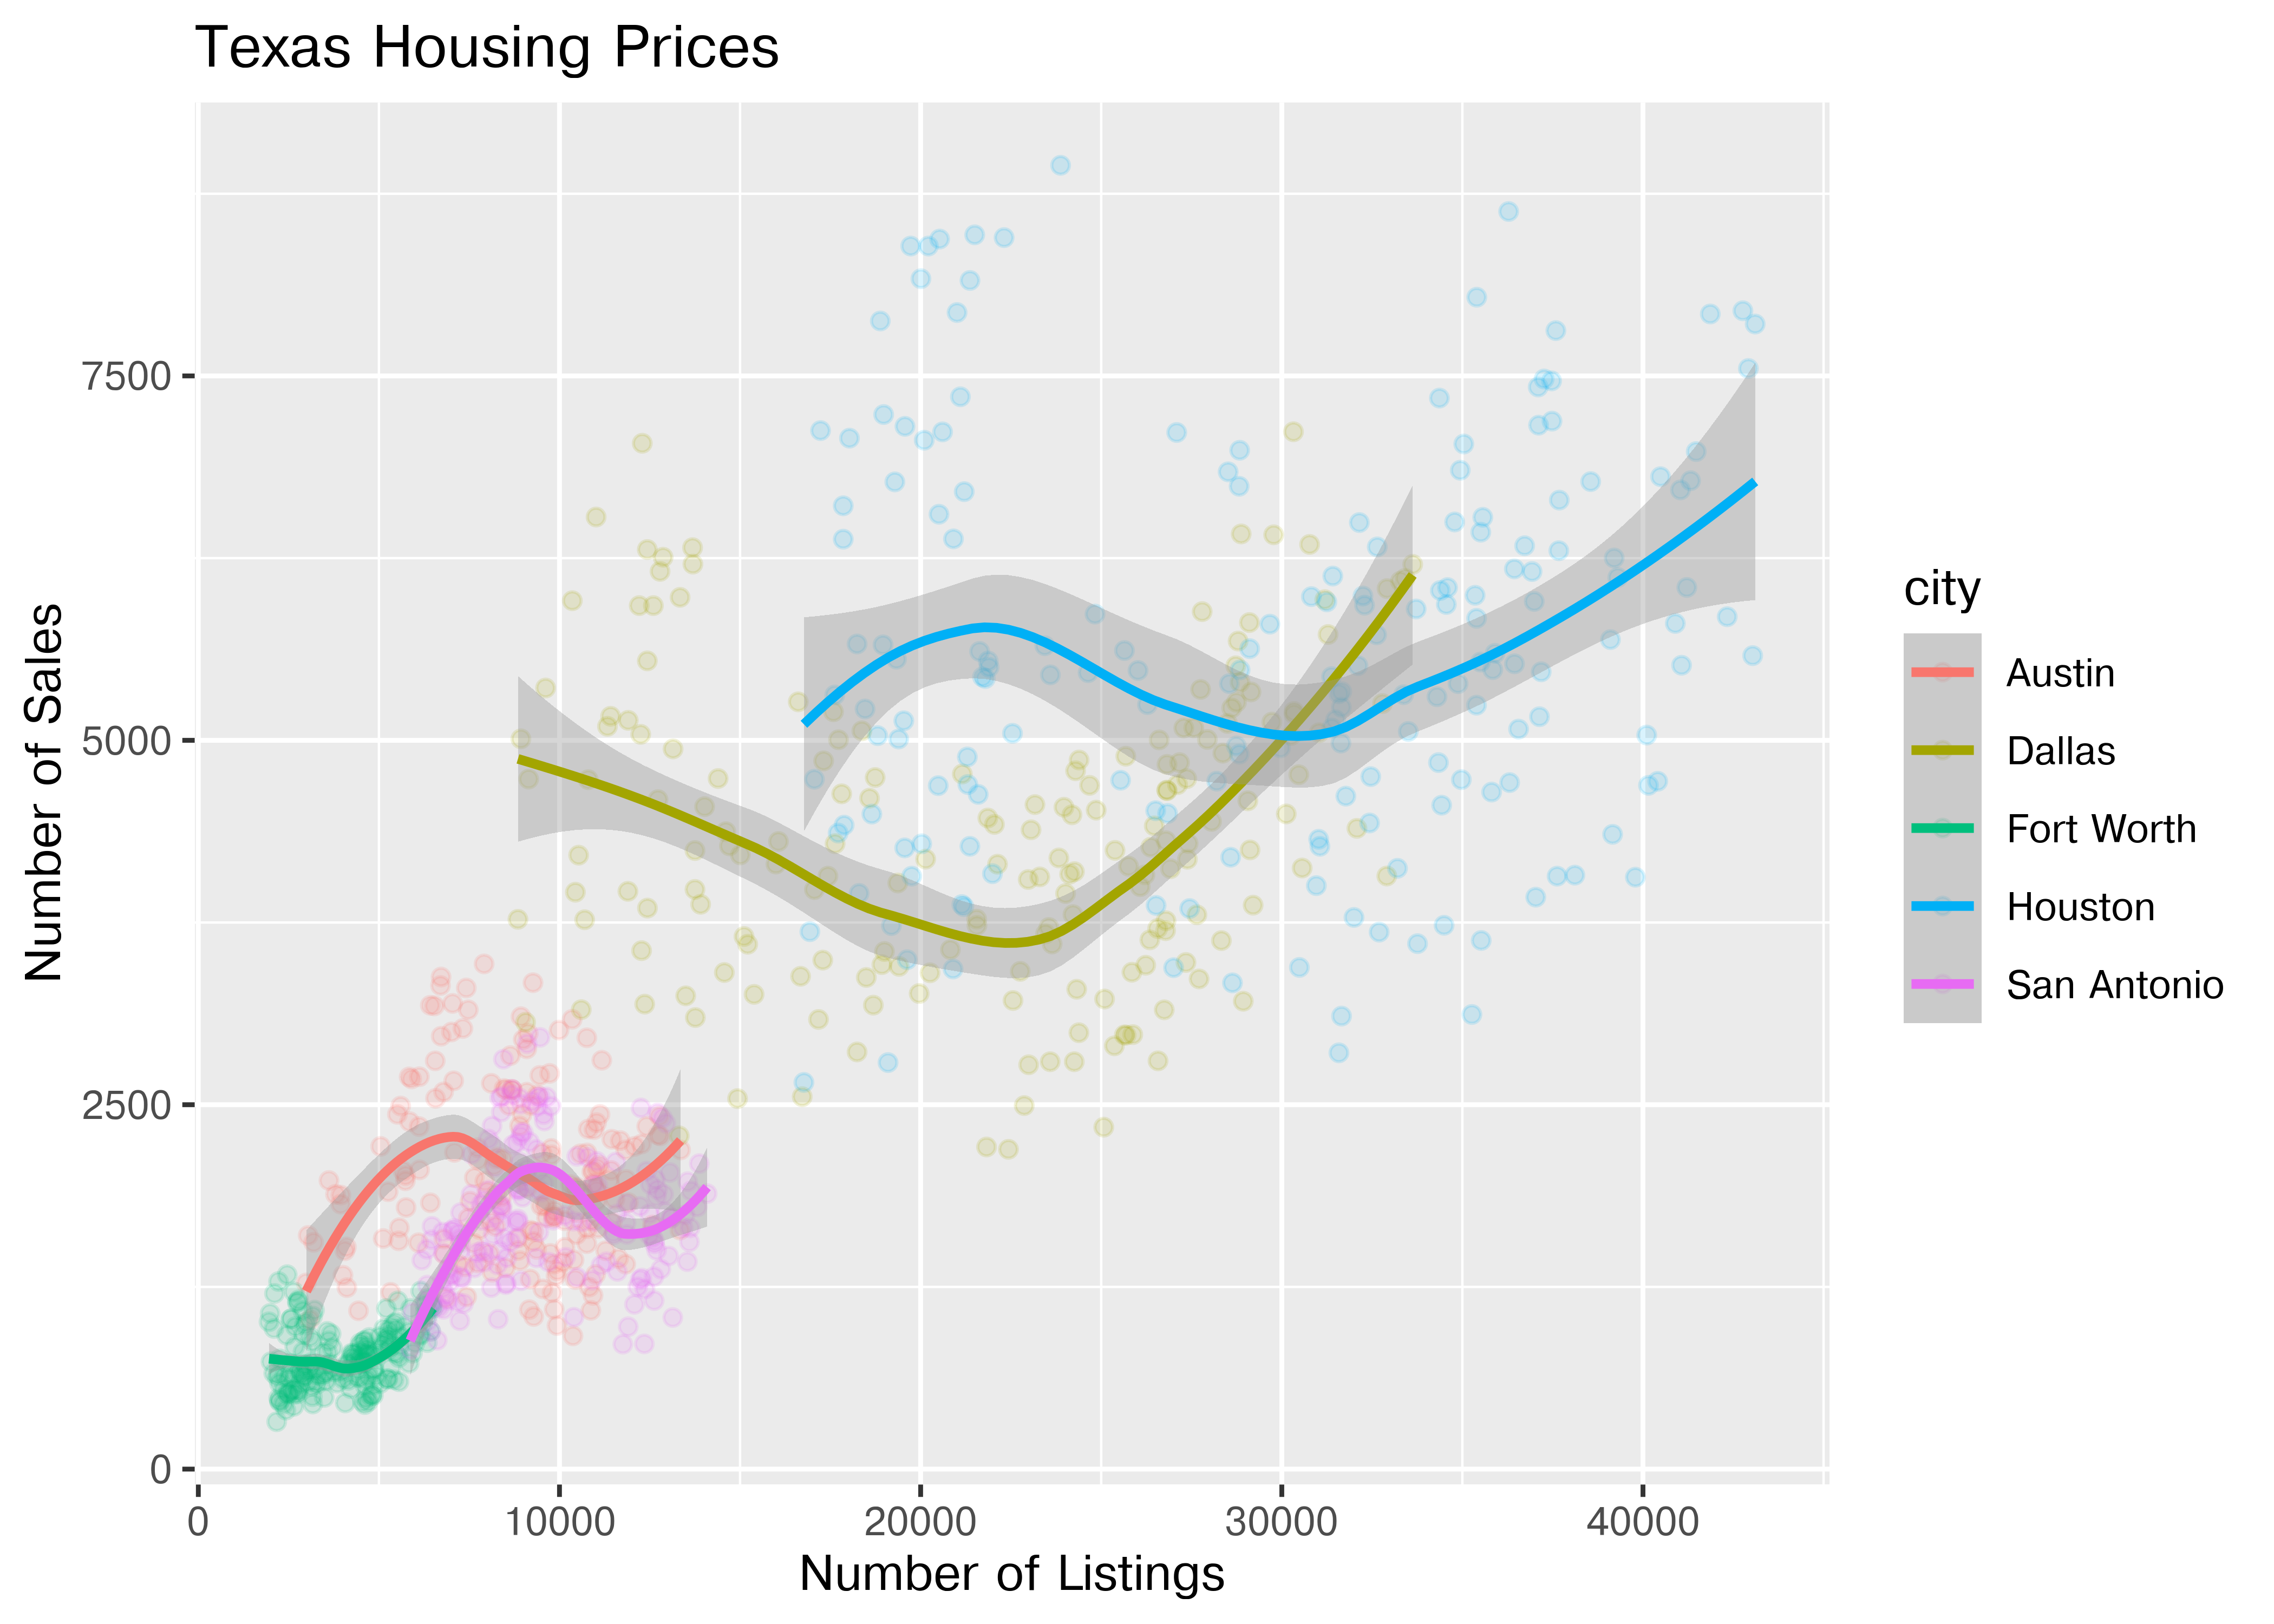 Texas Housing Prices
Number of Sales
7500
5000
2500
0
0 10000 20000 30000 40000
Number of Listings
city
Austin
Dallas
Fort Worth
Houston
San Antonio